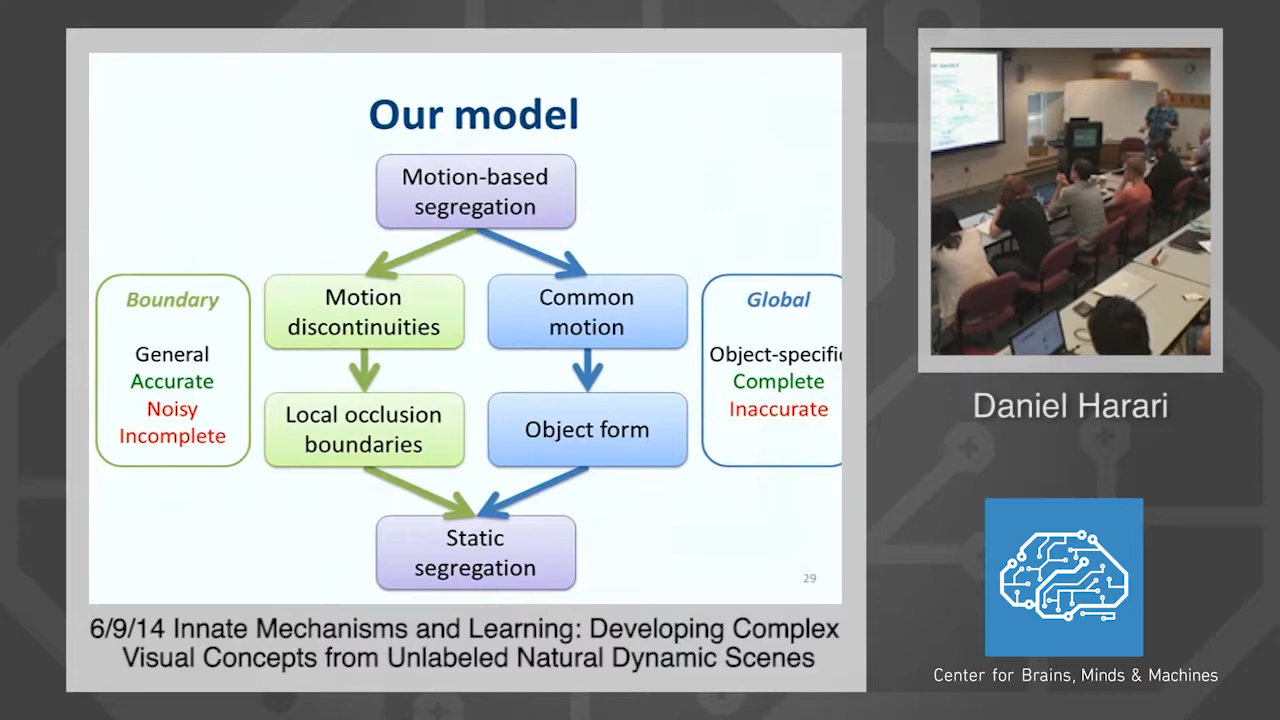 Our model
Motion-based
segregation
Boundary
General
Accurate
Noisy
Incomplete
Motion
discontinuities
Common
motion
Global
Object-specific
Complete
Inaccurate
Local occlusion
boundaries
Object form
Static
segregation
29
6/9/14 Innate Mechanisms and Learning: Developing Complex
Visual Concepts from Unlabeled Natural Dynamic Scenes
Daniel Harari
Center for Brains, Minds & Machines